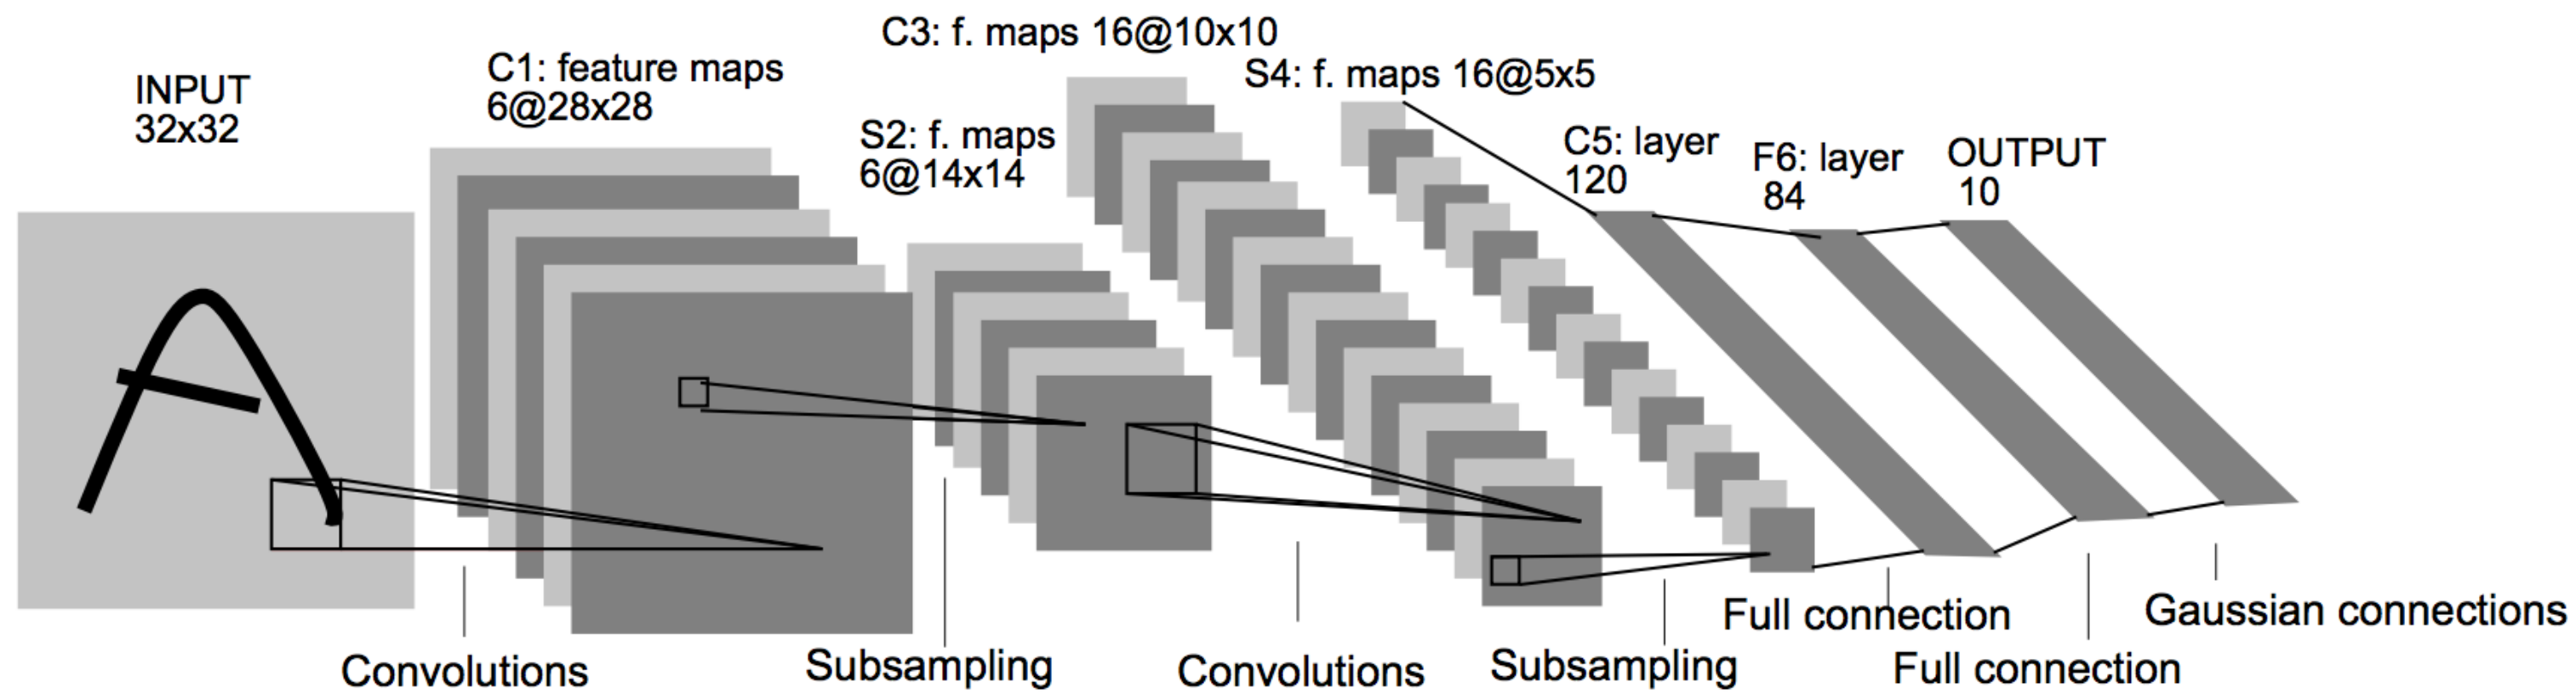 INPUT
32x32
C1: feature maps
6@28x28
S2: f. maps
6@14x14
C3: f. maps 16@10x10
S4: f. maps 16@5x5
C5: layer
120
F6: layer
84
OUTPUT
10
Convolutions
Subsampling
Convolutions
Subsampling
Full connection
Full connection
Gaussian connections